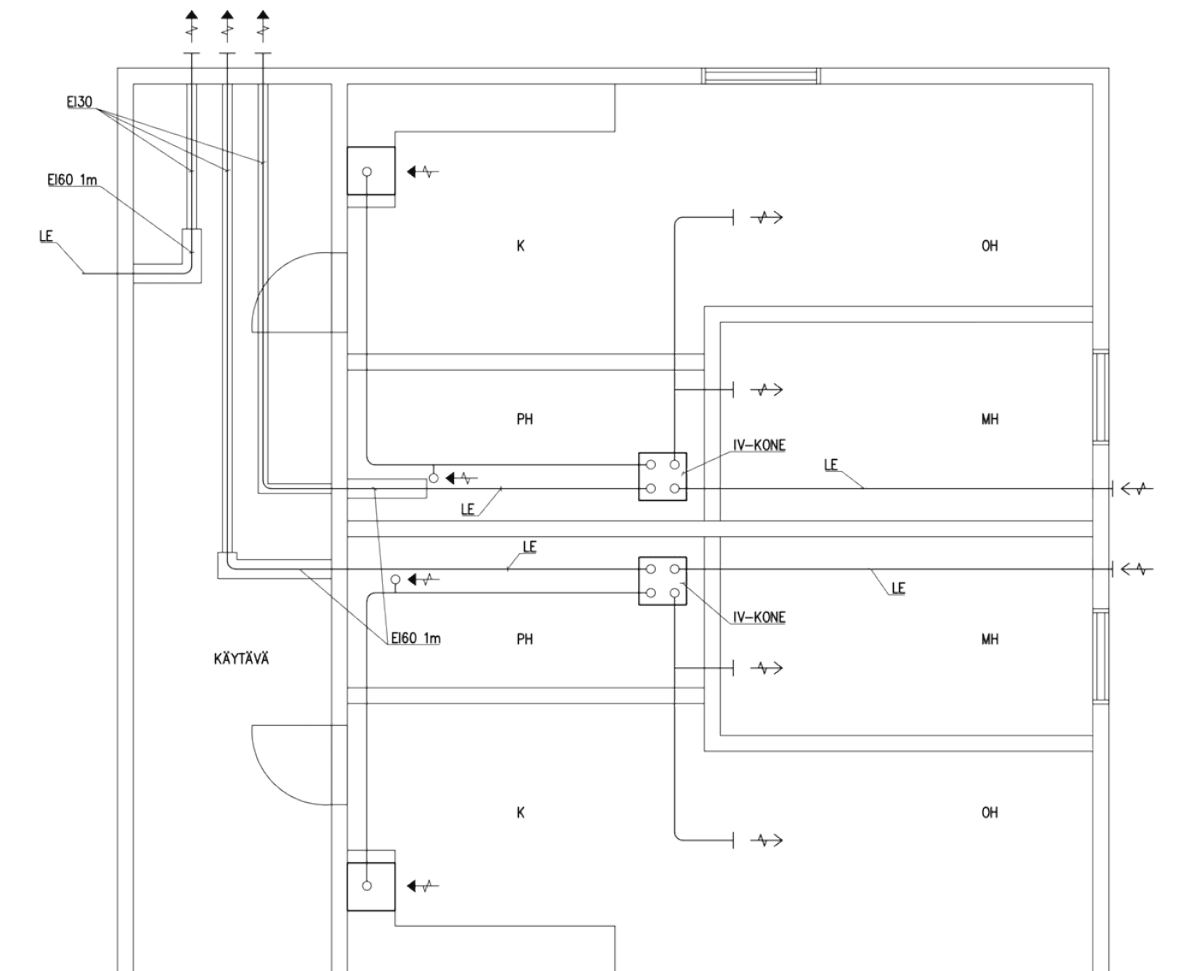 EI30
EI60 1m
LE
K
OH
PH
MH
IV-KONE
LE
LE
LE
LE
IV-KONE
EI60 1m
PH
MH
KÄYTÄVÄ
K
OH